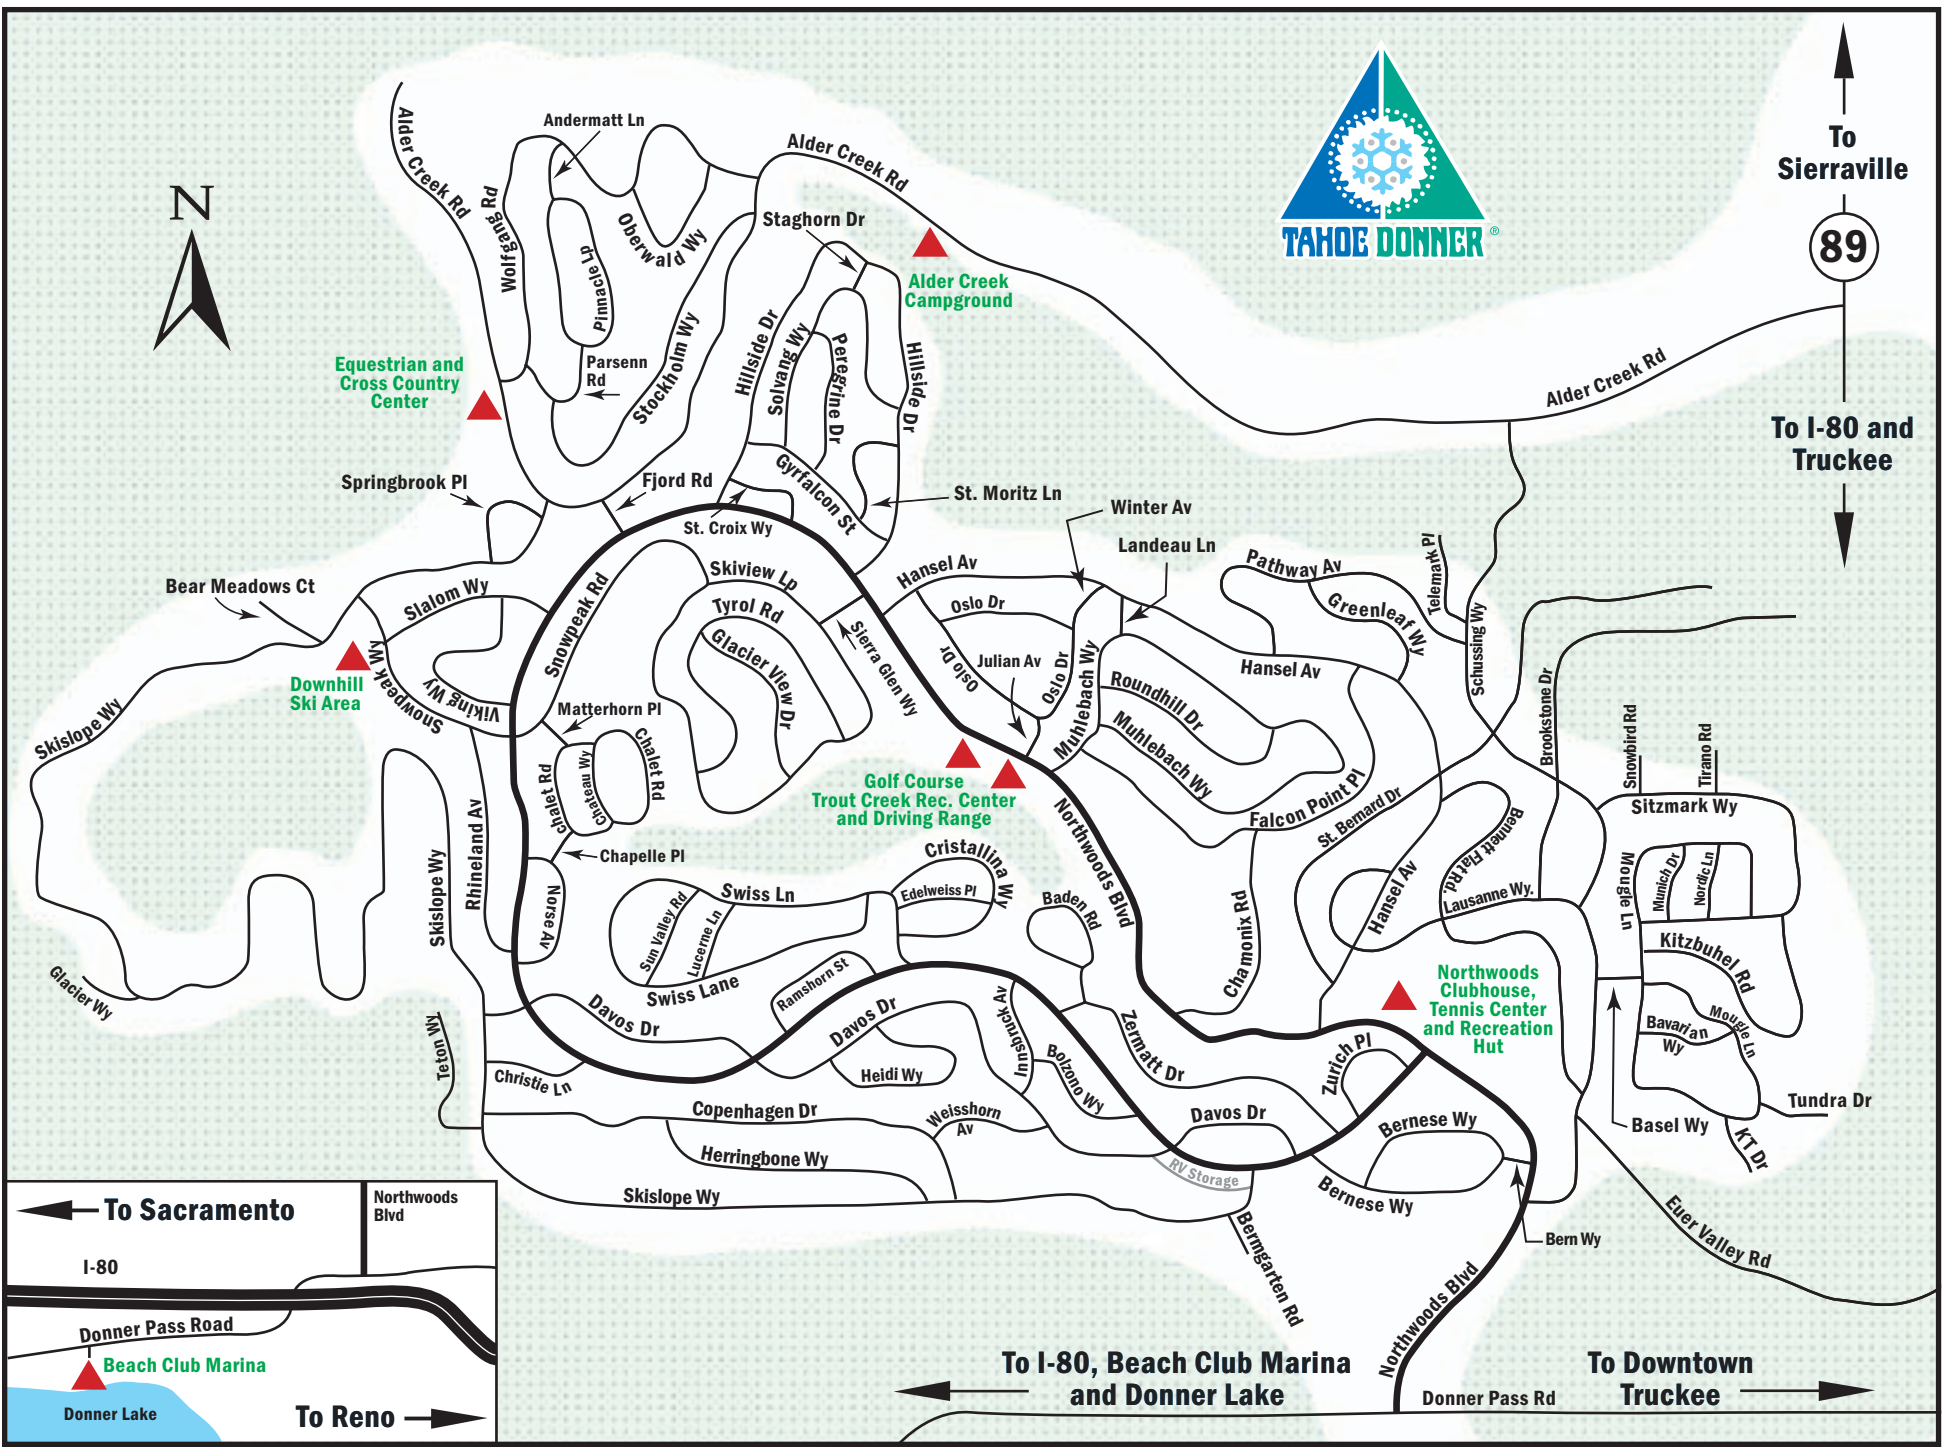 Alder Creek Rd
Andermatt Ln
Alder Creek Rd
To
Sierraville
N
Wolfgang Rd
Oberwald Wy
Staghorn Dr
TAHOE DONNER®
89
Pinnacle Lp
Alder Creek
Campground
Equestrian and
Cross Country
Center
Parsenn
Rd
Stockholm Wy
Hillside Dr
Solvang Wy
Peregrine Dr
Hillside Dr
Alder Creek Rd
To I-80 and
Truckee
Springbrook Pl
Fjord Rd
Gyrfalcon St
St. Moritz Ln
St. Croix Wy
Winter Av
Landeau Ln
Bear Meadows Ct
Slalom Wy
Snowpeak Rd
Skiview Lp
Tyrol Rd
Glacier View Dr
Sierra Glen Wy
Hansel Av
Oslo Dr
Oslo Dr
Julian Av
Oslo Dr
Muhlebach Wy
Pathway Av
Greenleaf Wy
Telemark Pl
Schussing Wy
Hansel Av
Roundhill Dr
Muhlebach Wy
Brookstone Dr
Snowbird Rd
Tirano Rd
Downhill
Ski Area
Snowpeak Wy
Viking Wy
Skislope Wy
Matterhorn Pl
Chalet Rd
Chateau Wy
Chalet Rd
Chapelle Pl
Golf Course
Trout Creek Rec. Center
and Driving Range
Northwoods Blvd
Falcon Point Pl
St. Bernard Dr
Bennett Flat Rd.
Lausanne Wy.
Sitzmark Wy
Mougle Ln
Munich Dr
Nordic Ln
Kitzbuhel Rd
Skislope Wy
Rhineland Av
Norse Av
Swiss Ln
Sun Valley Rd
Lucerne Ln
Swiss Lane
Cristallina Wy
Edelweiss Pl
Baden Rd
Chamonix Rd
Hansel Av
Northwoods
Clubhouse,
Tennis Center
and Recreation
Hut
Glacier Wy
Teton Wy
Davos Dr
Ramshorn St
Davos Dr
Innsbruck Av
Bolzono Wy
Zermatt Dr
Zurich Pl
Bavarian
Wy
Mougle Ln
Christie Ln
Heidi Wy
Copenhagen Dr
Weisshorn
Av
Davos Dr
Bernese Wy
Basel Wy
Tundra Dr
KT Dr
Herringbone Wy
RV Storage
Skislope Wy
Bernese Wy
Bermgarten Rd
Bern Wy
Euer Valley Rd
Northwoods Blvd
To Sacramento
Northwoods
Blvd
I-80
Donner Pass Road
Beach Club Marina
Donner Lake
To Reno
To I-80, Beach Club Marina
and Donner Lake
Donner Pass Rd
To Downtown
Truckee